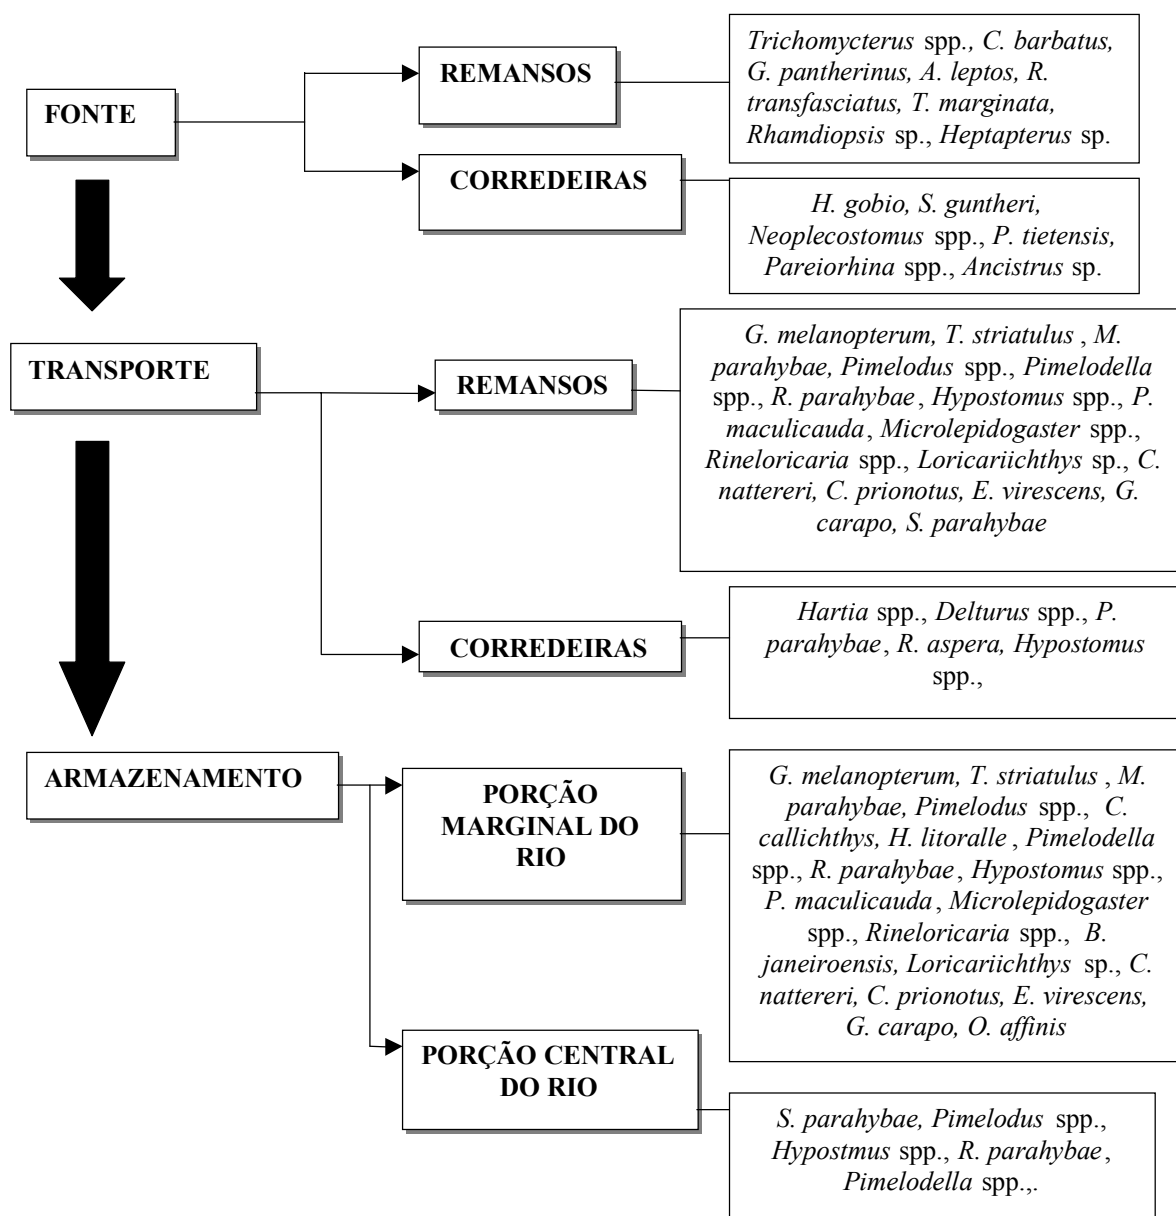 FONTE
REMANSOS
Trichomycterus spp., C. barbatus,
G. pantherinus, A. leptos, R.
transfasciatus, T. marginata,
Rhamdiopsis sp., Heptapterus sp.
CORREDEIRAS
H. gobio, S. guntheri,
Neoplecostomus spp., P. tietensis,
Pareiorhina spp., Ancistrus sp.
TRANSPORTE
REMANSOS
G. melanopterum, T. striatulus , M.
parahybae, Pimelodus spp., Pimelodella
spp., R. parahybae, Hypostomus spp., P.
maculicauda, Microlepidogaster spp.,
Rineloricaria spp., Loricariichthys sp., C.
nattereri, C. prionotus, E. virescens, G.
carapo, S. parahybae
CORREDEIRAS
Hartia spp., Delturus spp., P.
parahybae, R. aspera, Hypostomus
spp.,
ARMAZENAMENTO
PORÇÃO
MARGINAL DO
RIO
G. melanopterum, T. striatulus , M.
parahybae, Pimelodus spp., C.
callichthys, H. litoralle , Pimelodella
spp., R. parahybae, Hypostomus spp.,
P. maculicauda, Microlepidogaster
spp., Rineloricaria spp., B.
janeiroensis, Loricariichthys sp., C.
nattereri, C. prionotus, E. virescens,
G. carapo, O. affinis
PORÇÃO CENTRAL
DO RIO
S. parahybae, Pimelodus spp.,
Hypostmus spp., R. parahybae,
Pimelodella spp.,.